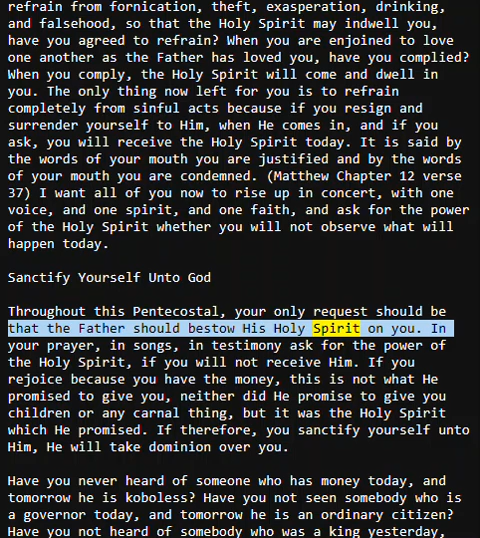 refrain from fornication, theft, exasperation, drinking,
and falsehood, so that the Holy Spirit may indwell you,
have you agreed to refrain? When you are enjoined to love
one another as the Father has loved you, have you complied?
When you comply, the Holy Spirit will come and dwell in
you. The only thing now left for you is to refrain
completely from sinful acts because if you resign and
surrender yourself to Him, when He comes in, and if you
ask, you will receive the Holy Spirit today. It is said by
the words of your mouth you are justified and by the words
of your mouth you are condemned. (Matthew Chapter 12 verse
37) I want all of you now to rise up in concert, with one
voice, and one spirit, and one faith, and ask for the power
of the Holy Spirit whether you will not observe what will
happen today.
Sanctify Yourself Unto God
Throughout this Pentecostal, your only request should be
that the Father should bestow His Holy Spirit on you. In
your prayer, in songs, in testimony ask for the power of
the Holy Spirit, if you will not receive Him. If you
rejoice because you have the money, this is not what He
promised to give you, neither did He promise to give you
children or any carnal thing, but it was the Holy Spirit
which He promised. If therefore, you sanctify yourself unto
Him, He will take dominion over you.
Have you never heard of someone who has money today, and
tomorrow he is koboless? Have you not seen somebody who is
a governor today, and tomorrow he is an ordinary citizen?
Have you not heard of somebody who was a king yesterday,